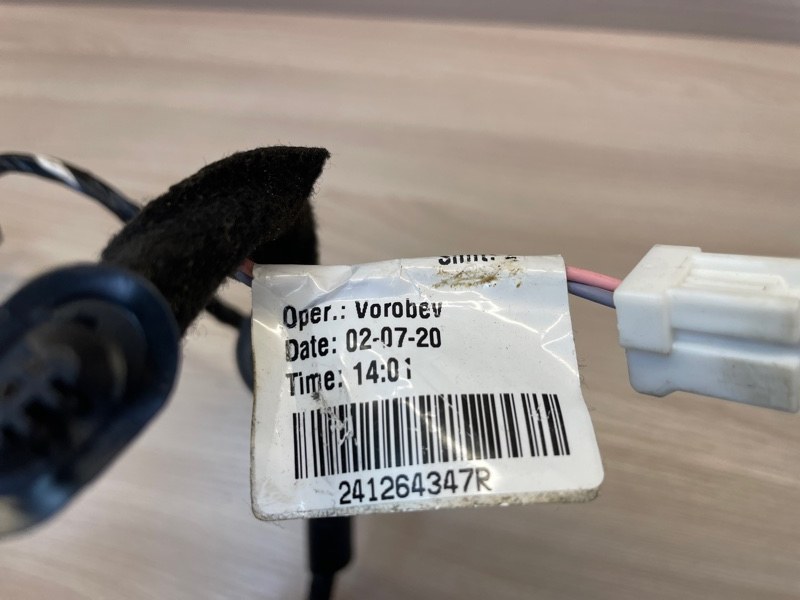 Oper.: Vorobev
Date: 02-07-20
Time: 14:01
241264347R